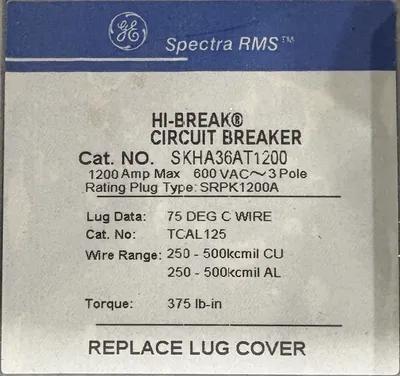 GE
Spectra RMS™
HI-BREAK®
CIRCUIT BREAKER
Cat. NO. SKHA36AT1200
1200 Amp Max 600 VAC∼3 Pole
Rating Plug Type: SRPK1200A
Lug Data: 75 DEG C WIRE
Cat. No: TCAL125
Wire Range: 250 - 500kcmil CU
250 - 500kcmil AL
Torque: 375 lb-in
REPLACE LUG COVER